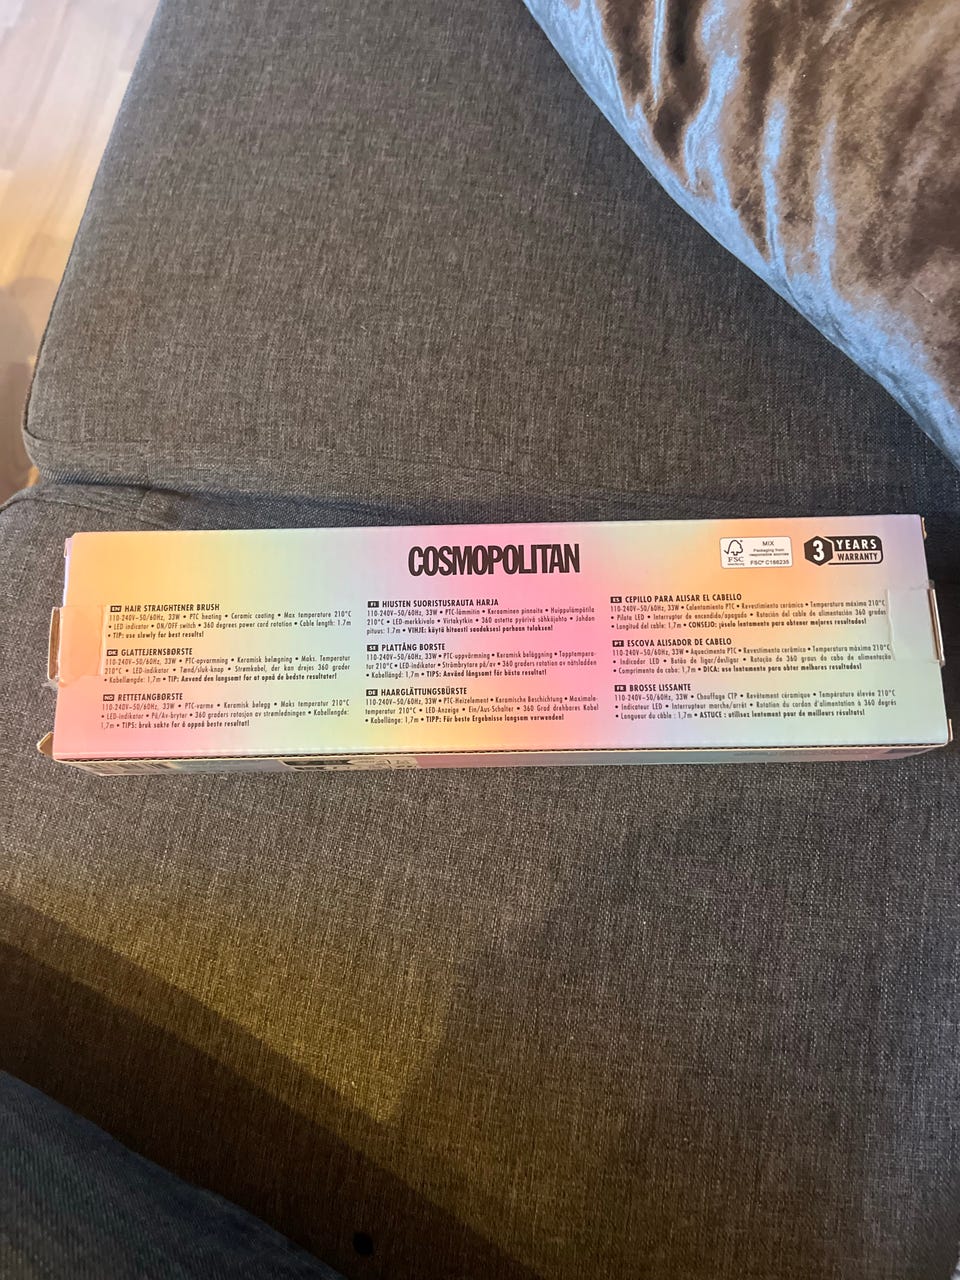 COSMOPOLITAN
FSC
MIX
Packaging from
responsible sources
FSC® C166235
3 YEARS
WARRANTY
EN HAIR STRAIGHTENER BRUSH
110-240V~50/60Hz, 33W • PTC heating • Ceramic coating • Max temperature 210°C
• LED indicator • ON/OFF switch • 360 degrees power cord rotation • Cable length: 1.7m
• TIP: use slowly for best results!
DK GLATTEJERNSBØRSTE
110-240V~50/60Hz, 33W • PTC-opvarmning • Keramisk belægning • Maks. Temperatur
210°C • LED-indikator • Tænd/sluk-knap • Strømkabel, der kan drejes 360 grader
• Kabellængde: 1,7m • TIP: Anvend den langsomt for at opnå de bedste resultater!
NO RETTETANGBØRSTE
110-240V~50/60Hz, 33W • PTC-varme • Keramisk belegg • Maks temperatur 210°C
• LED-indikator • På/Av-bryter • 360 graders rotasjon av strømledningen • Kabellengde:
1,7m • TIPS: bruk sakte for å oppnå beste resultat!
FI HIUSTEN SUORISTUSRAUTA HARJA
110-240V~50/60Hz, 33W • PTC-lämmitin • Keraaminen pinnoite • Huippulämpötila
210°C • LED-merkkivalo • Virtakytkin • 360 astetta pyörivä sähköjohto • Johdon
pituus: 1.7m • VIHJE: käytä hitaasti saadaksesi parhaan tuloksen!
SE PLATTÅNG BORSTE
110-240V~50/60Hz, 33W • PTC-uppvärmning • Keramisk beläggning • Topptempera-
tur 210°C • LED-indikator • Strömbrytare på/av • 360 graders rotation av nätsladden
• Kabellängd: 1,7m • TIPS: Använd långsamt för att få bästa resultat!
DE HAARGLÄTTUNGSBÜRSTE
110-240V~50/60Hz, 33W • PTC-Heizelement • Keramische Beschichtung • Maximale-
temperatur 210°C • LED-Anzeige • Ein/Aus-Schalter • 360 Grad drehbares Kabel
• Kabellänge: 1,7m • TIPP: Für beste Ergebnisse langsam verwenden!
ES CEPILLO PARA ALISAR EL CABELLO
110-240V~50/60Hz, 33W • Calentamiento PTC • Revestimiento cerámico • Temperatura máxima 210°C
• Piloto LED • Interruptor de encendido/apagado • Rotación del cable de alimentación 360 grados
• Longitud del cable: 1,7m • CONSEJO: ¡úselo lentamente para obtener mejores resultados!
PT ESCOVA ALISADOR DE CABELO
110-240V~50/60Hz, 33W • Aquecimento PTC • Revestimento cerâmico • Temperatura máxima 210°C
• Indicador LED • Botão de ligar/desligar • Rotação de 360 graus do cabo de alimentação
• Comprimento do cabo: 1,7m • DICA: use lentamente para obter melhores resultados!
FR BROSSE LISSANTE
110-240V~50/60Hz, 33W • Chauffage CTP • Revêtement céramique • Température élevée 210°C
• Indicateur LED • Interrupteur marche/arrêt • Rotation du cordon d'alimentation à 360 degrés
• Longueur du câble : 1,7m • ASTUCE : utilisez lentement pour de meilleurs résultats!